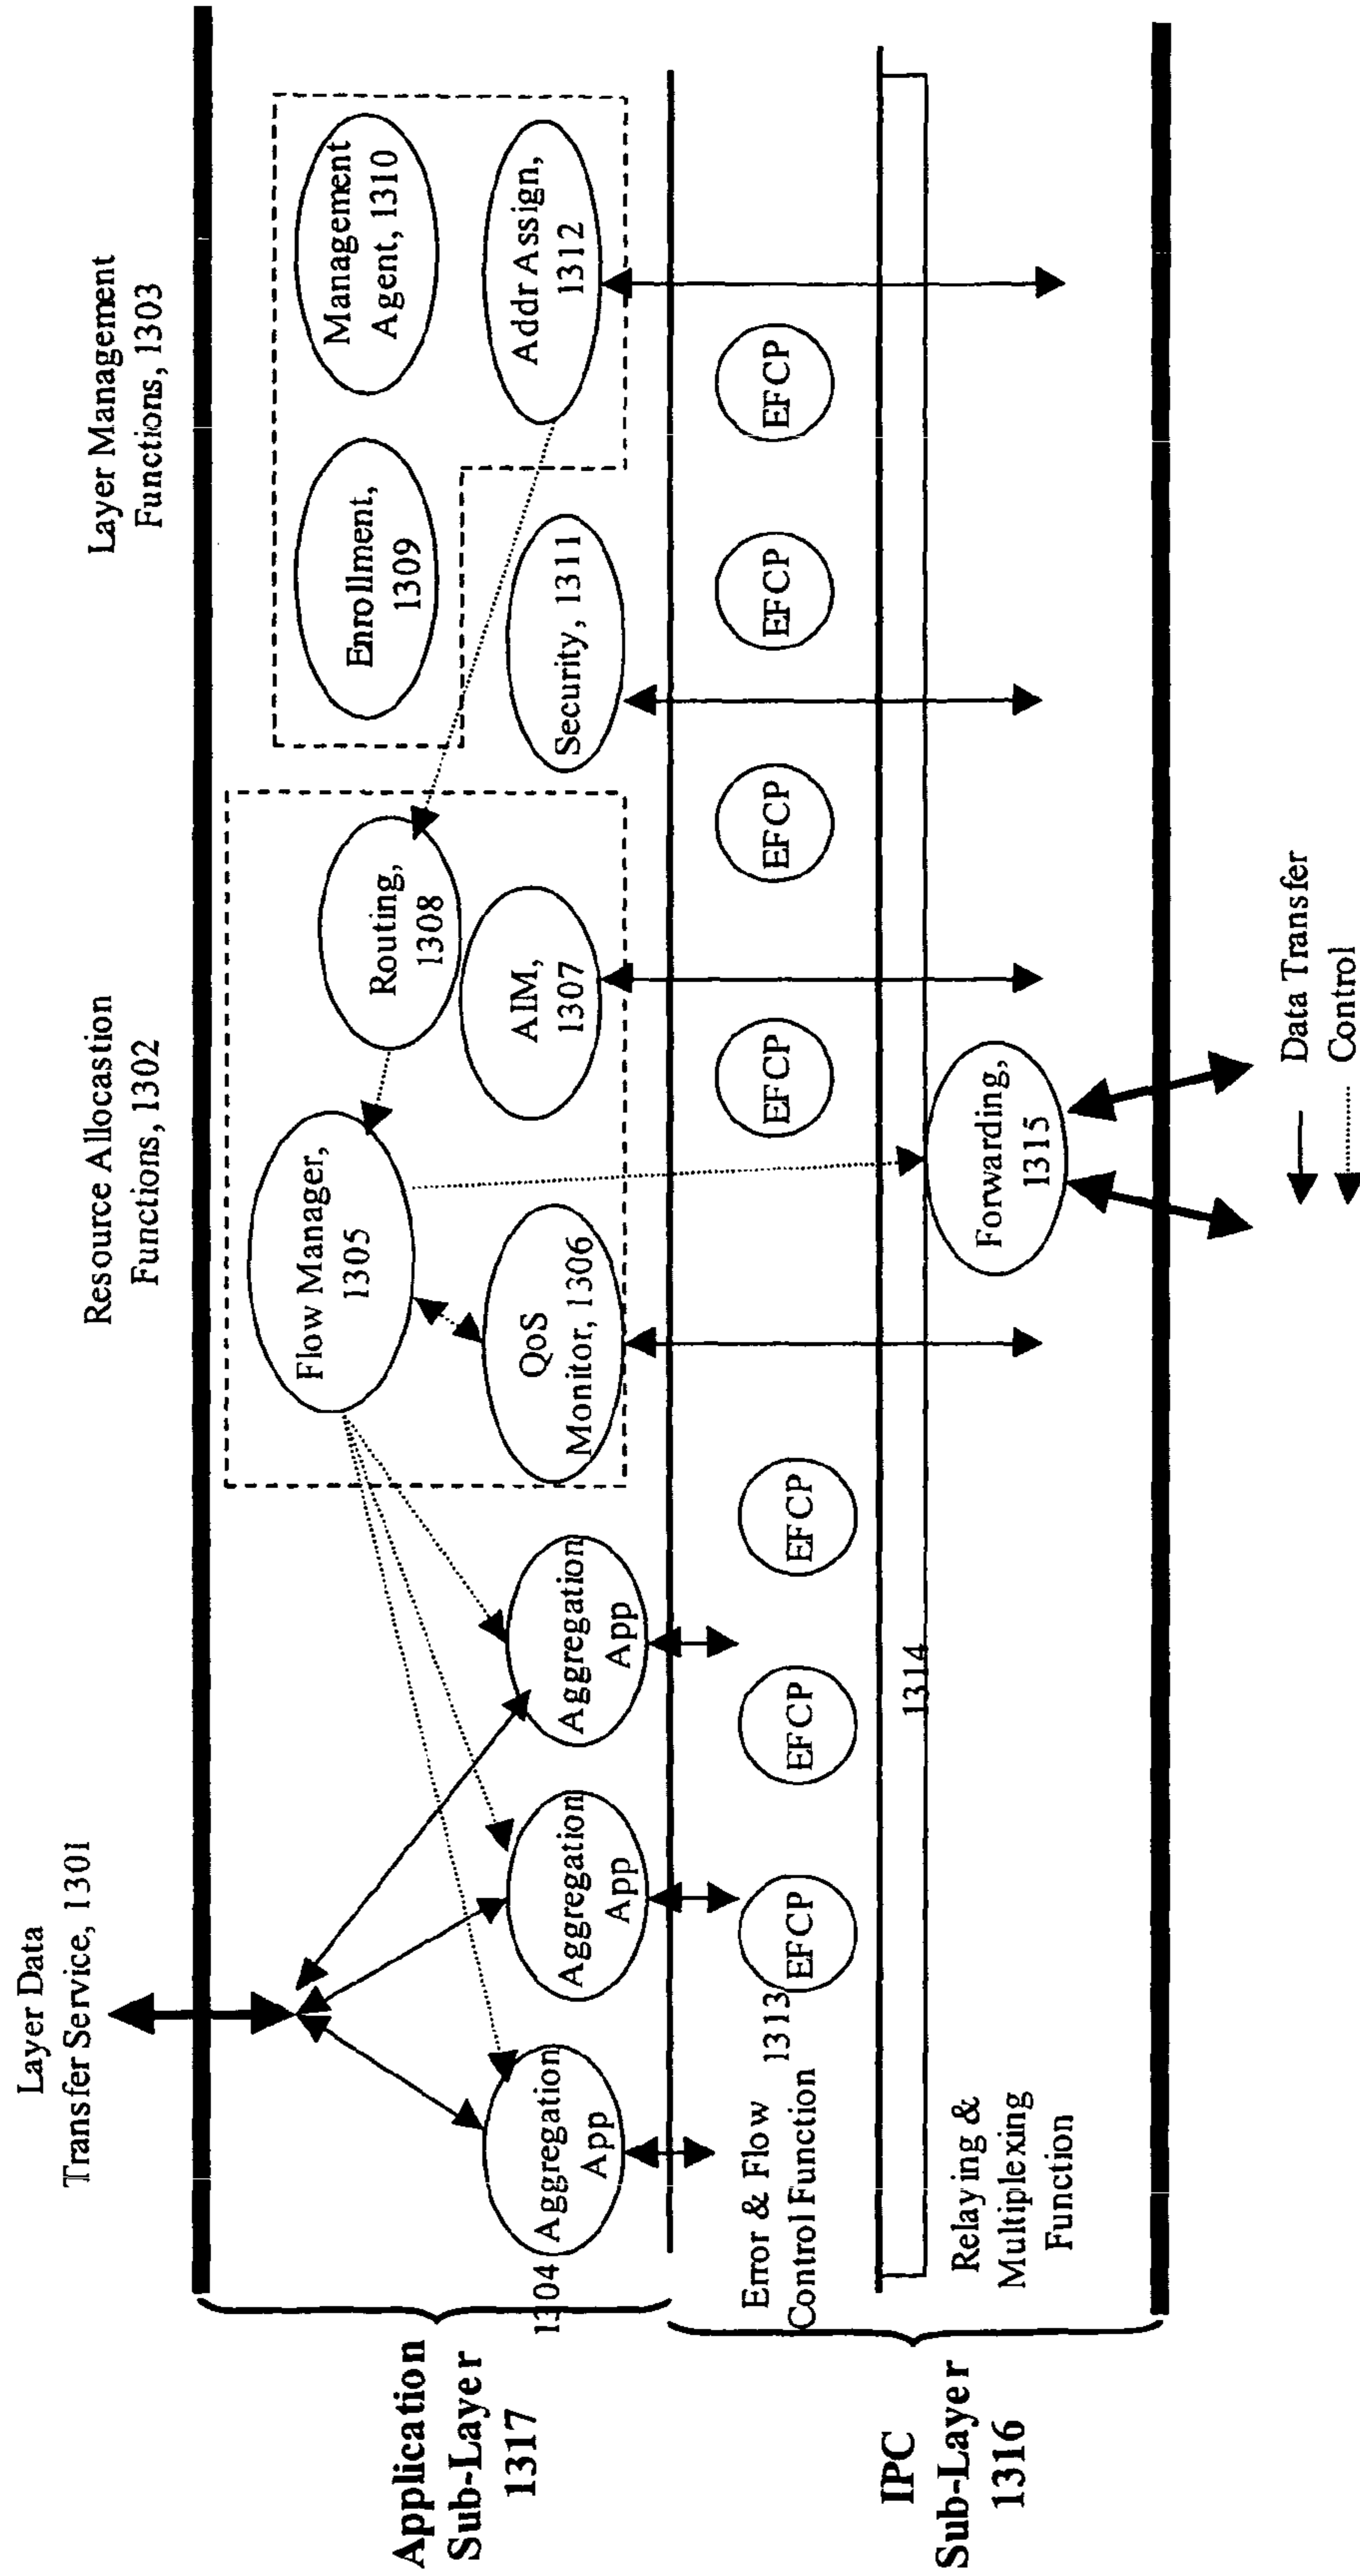 Layer Data
Transfer Service, 1301
Resource Allocastion
Functions, 1302
Layer Management
Functions, 1303
Application
Sub-Layer
1317
1304
Aggregation
App
Aggregation
App
Aggregation
App
Flow Manager,
1305
QoS
Monitor, 1306
Routing,
1308
AIM,
1307
Enrollment,
1309
Management
Agent, 1310
Security, 1311
Addr Assign,
1312
IPC
Sub-Layer
1316
Error & Flow
Control Function
1313
EFCP
EFCP
EFCP
EFCP
EFCP
EFCP
EFCP
1314
Relaying &
Multiplexing
Function
Forwarding,
1315
Data Transfer
Control